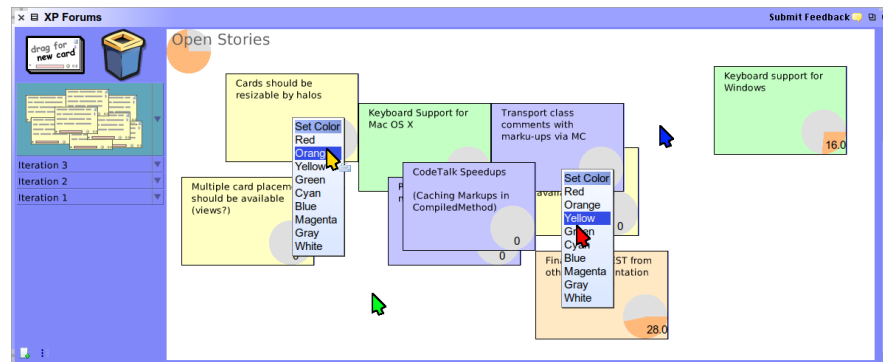 XP Forums
Submit Feedback
drag for
new card
Open Stories
Iteration 3
Iteration 2
Iteration 1
Cards should be
resizable by halos
Keyboard Support for
Mac OS X
Transport class
comments with
marku-ups via MC
Keyboard support for
Windows
16.0
Set Color
Red
Orange
Yellow
Green
Cyan
Blue
Magenta
Gray
White
Multiple card placem
should be available
(views?)
0
CodeTalk Speedups
(Caching Markups in
CompiledMethod)
0
0
Set Color
Red
Orange
Yellow
Green
Cyan
Blue
Magenta
Gray
White
0
28.0